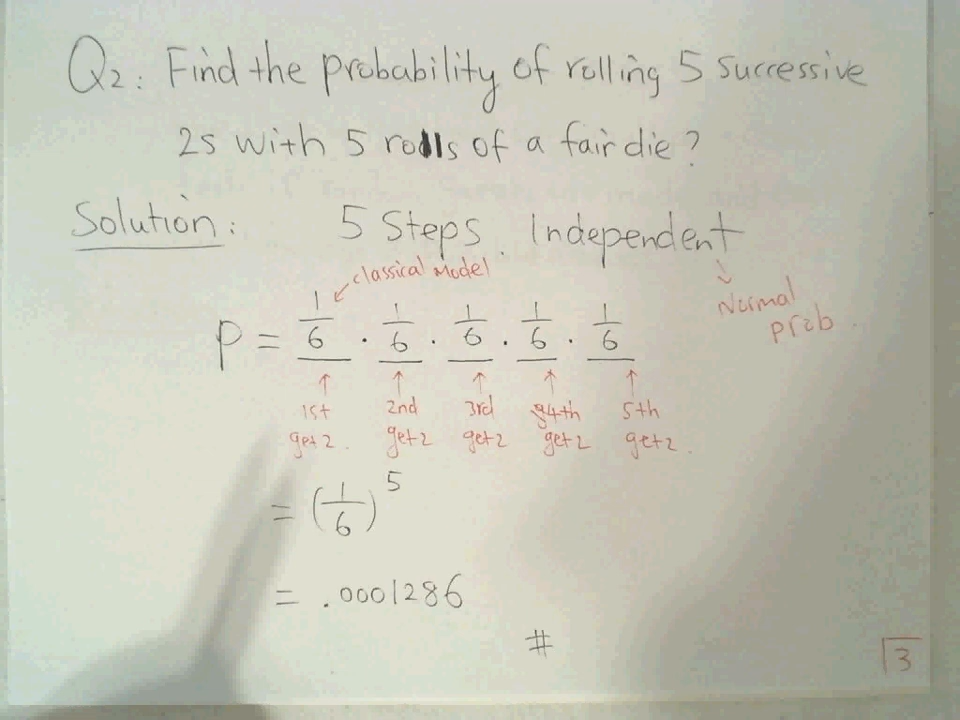 Q2: Find the probability of rolling 5 successive
2s with 5 rolls of a fair die?
Solution: 5 Steps. Independent
classical Model
Normal
prob.
P = 1/6 · 1/6 · 1/6 · 1/6 · 1/6
1st 2nd 3rd 4th 5th
get 2. get 2 get 2 get 2 get 2.
= (1/6)^5
= .0001286
#
3